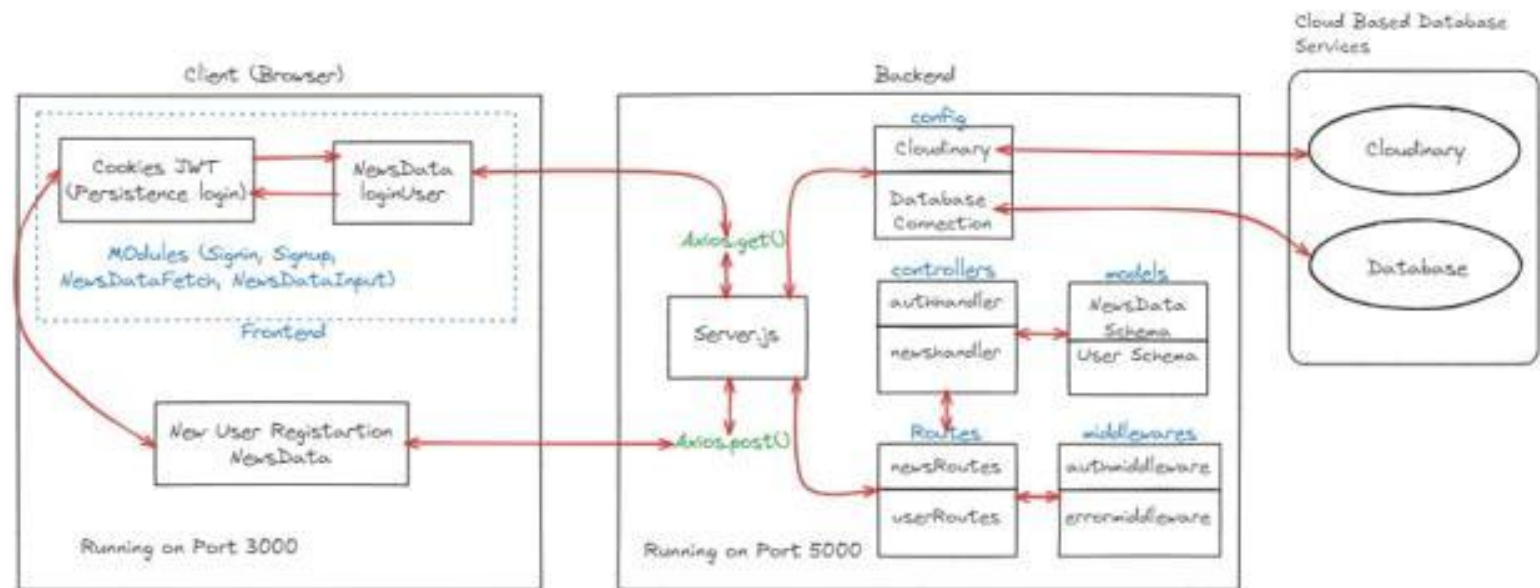 Cloud Based Database
Services
Client (Browser)
Backend
Cookies JWT
(Persistence login)
NewsData
loginUser
MOdules (Signin, Signup,
NewsDataFetch, NewsDataInput)
Frontend
New User Registartion
NewsData
Running on Port 3000
Axios.get()
Server.js
Axios.post()
Running on Port 5000
config
Cloudinary
Database
Connection
controllers
authhandler
newshandler
models
NewsData
Schema
User Schema
Routes
newsRoutes
userRoutes
middlewares
authmiddleware
errormiddleware
Cloudinary
Database